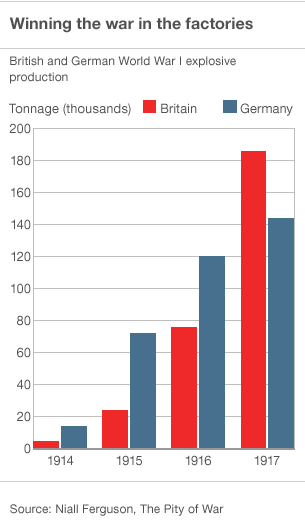 Winning the war in the factories
British and German World War I explosive
production
Tonnage (thousands) Britain Germany
200
180
160
140
120
100
80
60
40
20
0
1914 1915 1916 1917
Source: Niall Ferguson, The Pity of War